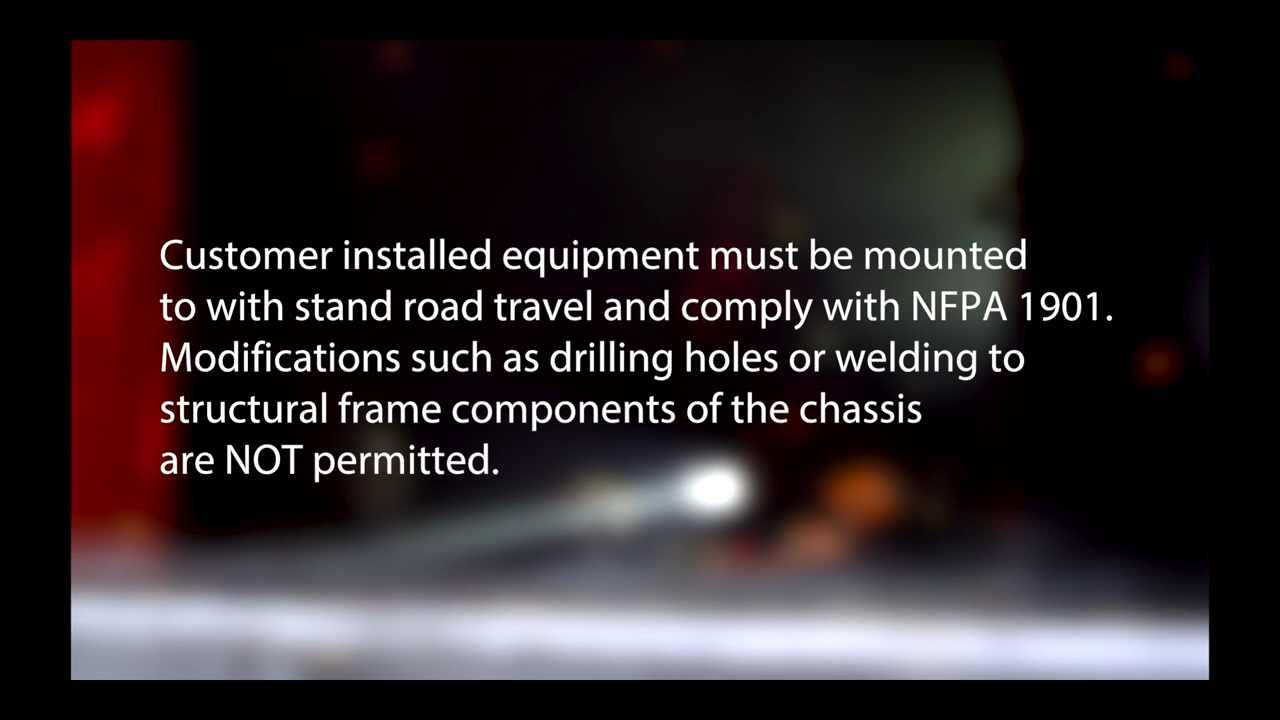 Customer installed equipment must be mounted
to with stand road travel and comply with NFPA 1901.
Modifications such as drilling holes or welding to
structural frame components of the chassis
are NOT permitted.